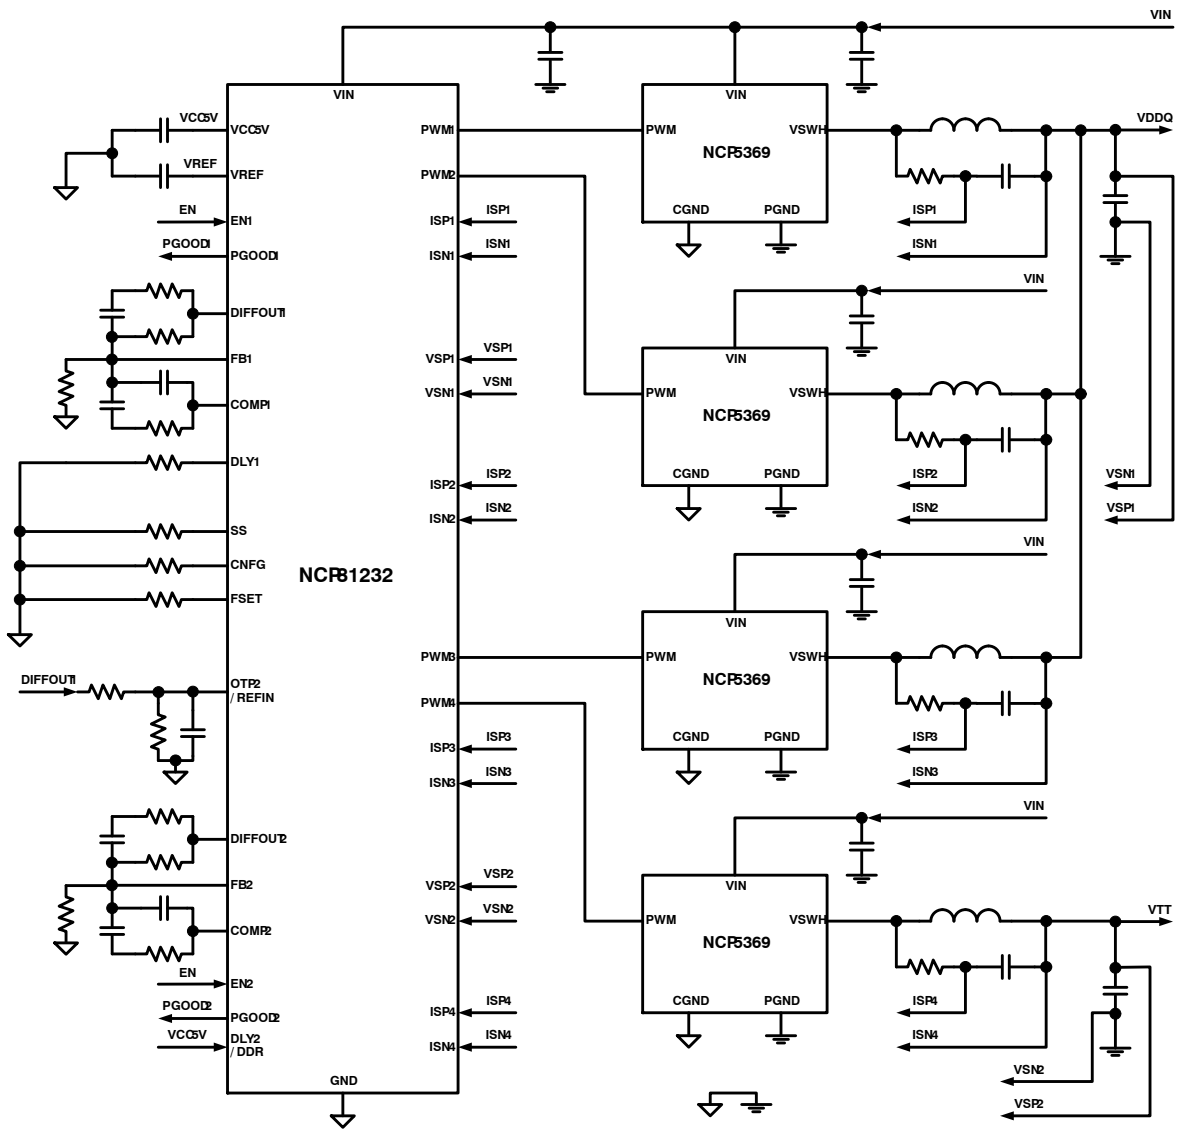 VIN
VIN
VIN
VCC5V
VCC5V
PWM1
PWM
VSWH
VDDQ
NCP5369
VREF
VREF
PWM2
EN
EN1
ISP1
ISP1
CGND
PGND
ISP1
PGOOD1
PGOOD1
ISN1
ISN1
ISN1
VIN
DIFFOUT1
FB1
VSP1
VSP1
VIN
VSN1
VSN1
PWM
VSWH
COMP1
NCP5369
DLY1
ISP2
ISP2
CGND
PGND
ISP2
VSN1
ISN2
ISN2
ISN2
VSP1
SS
VIN
CNFG
NCP81232
FSET
VIN
PWM3
PWM
VSWH
DIFFOUT1
OTP2
/ REFIN
NCP5369
PWM4
ISP3
ISP3
CGND
PGND
ISP3
ISN3
ISN3
ISN3
VIN
DIFFOUT2
FB2
VSP2
VSP2
VIN
VSN2
VSN2
PWM
VSWH
VTT
COMP2
NCP5369
EN
EN2
PGOOD2
PGOOD2
ISP4
ISP4
CGND
PGND
ISP4
VCC5V
DLY2
/ DDR
ISN4
ISN4
ISN4
VSN2
GND
VSP2